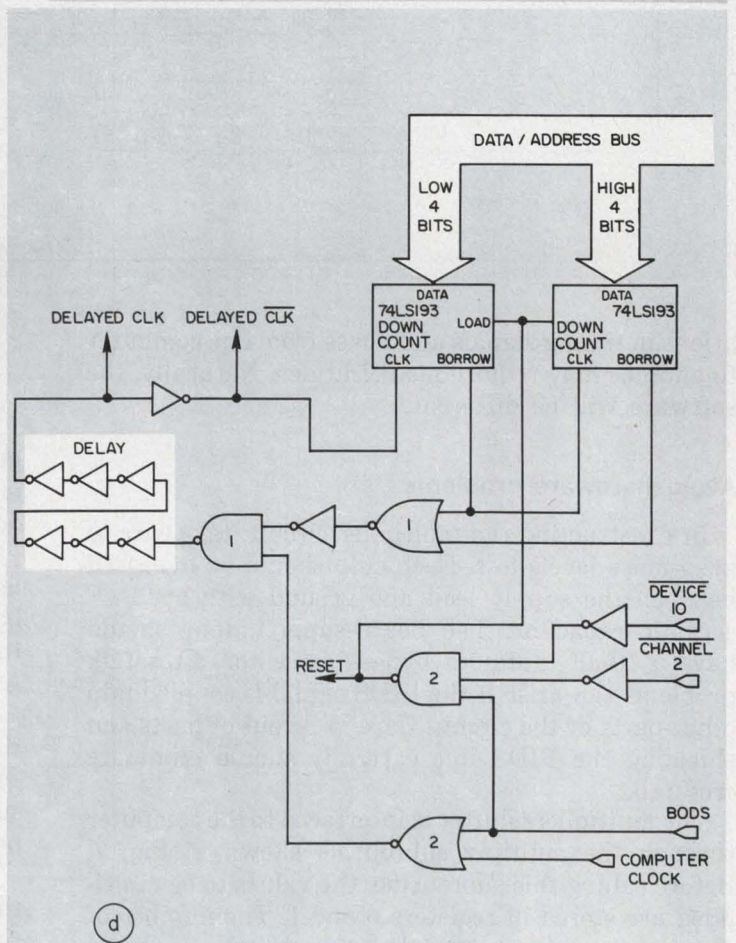 DATA / ADDRESS BUS
LOW
4
BITS
HIGH
4
BITS
DELAYED CLK
DELAYED CLK
DATA
74LS193
DOWN
COUNT
CLK
LOAD
BORROW
DATA
74LS193
DOWN
COUNT
CLK
BORROW
DELAY
1
1
DEVICE
10
CHANNEL
2
RESET
2
2
BODS
COMPUTER
CLOCK
d